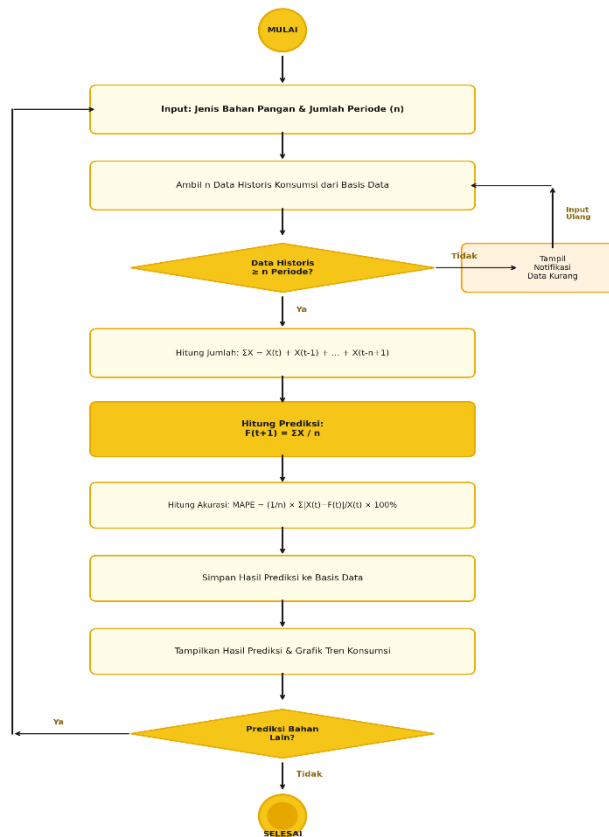 MULAI
Input: Jenis Bahan Pangan & Jumlah Periode (n)
Ambil n Data Historis Konsumsi dari Basis Data
Input
Ulang
Data Historis
≥ n Periode?
Tidak
Tampil
Notifikasi
Data Kurang
Ya
Hitung Jumlah: ΣX = X(t) + X(t-1) + ... + X(t-n+1)
Hitung Prediksi:
F(t+1) = ΣX / n
Hitung Akurasi: MAPE = (1/n) × Σ|X(t)−F(t)|/X(t) × 100%
Simpan Hasil Prediksi ke Basis Data
Tampilkan Hasil Prediksi & Grafik Tren Konsumsi
Prediksi Bahan
Lain?
Ya
Tidak
SELESAI